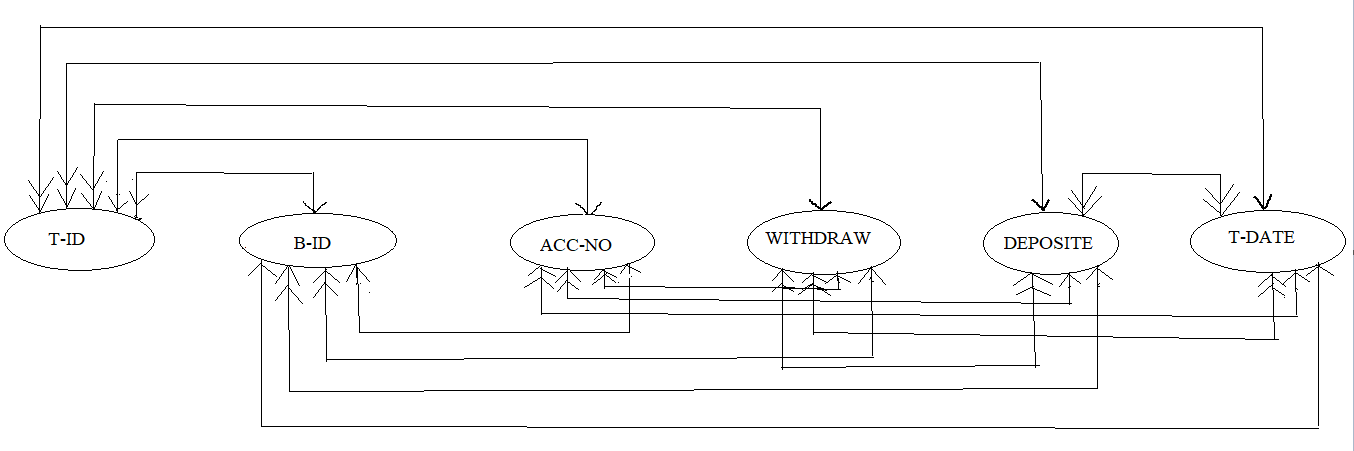 T-ID
B-ID
ACC-NO
WITHDRAW
DEPOSITE
T-DATE